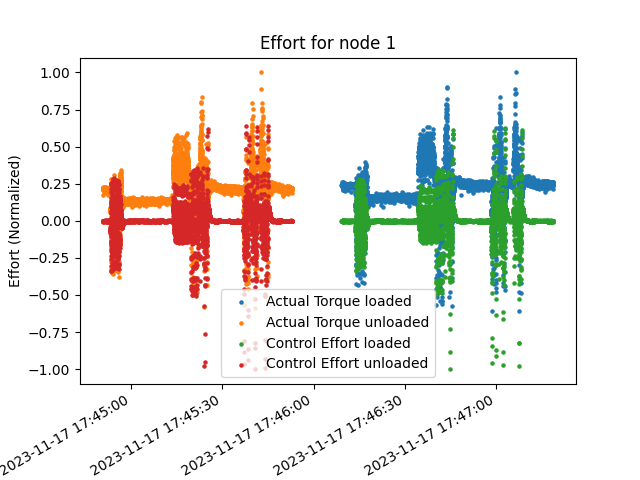 Effort for node 1
1.00
0.75
0.50
0.25
0.00
−0.25
−0.50
−0.75
−1.00
Effort (Normalized)
Actual Torque loaded
Actual Torque unloaded
Control Effort loaded
Control Effort unloaded
2023-11-17 17:45:00
2023-11-17 17:45:30
2023-11-17 17:46:00
2023-11-17 17:46:30
2023-11-17 17:47:00